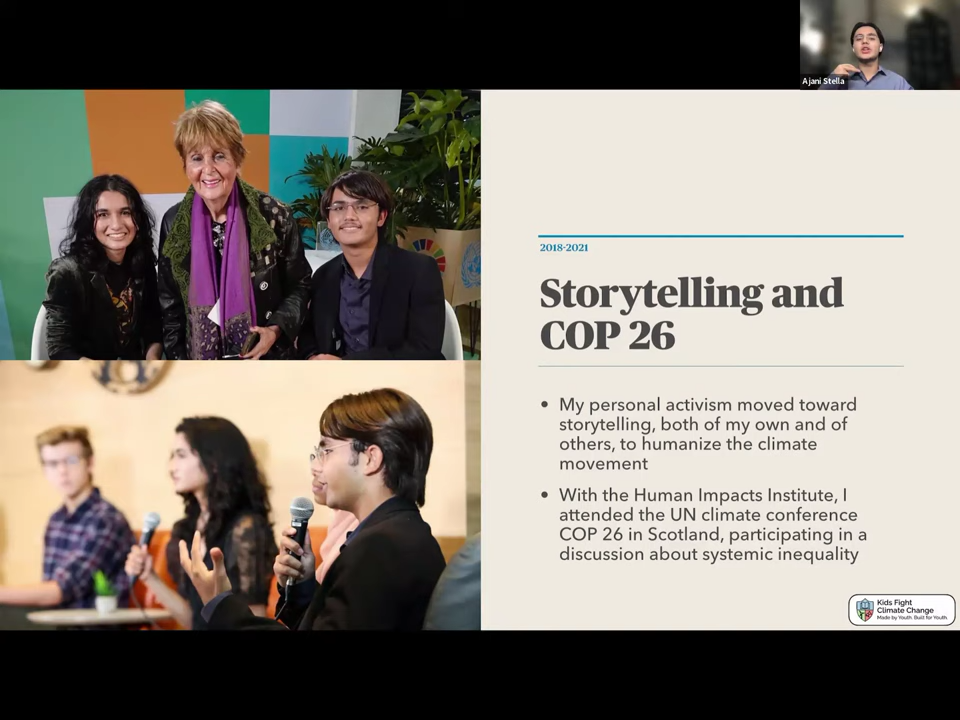 Ajani Stella
2018-2021
Storytelling and
COP 26
• My personal activism moved toward
storytelling, both of my own and of
others, to humanize the climate
movement
• With the Human Impacts Institute, I
attended the UN climate conference
COP 26 in Scotland, participating in a
discussion about systemic inequality
Kids Fight
Climate Change
Made by Youth. Built for Youth.